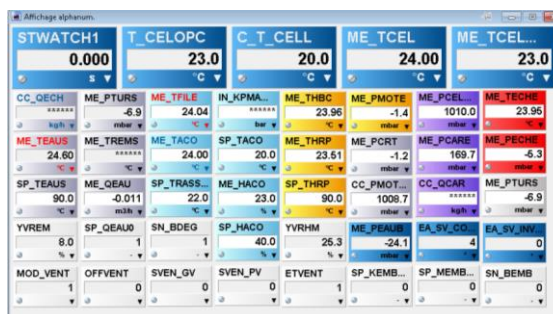 Affichage alphanum.
STWATCH1 T_CELOPC C_T_CELL ME_TCEL ME_TCEL...
0.000 23.0 20.0 24.00 23.0
s °C °C °C °C
CC_QECH ME_PTURS ME_TFILE IN_KPMA... ME_THBC ME_PMOTE ME_PCEL... ME_TECHE
****** -6.9 24.04 ****** 23.96 -1.4 1010.0 23.95
kg/h mbar °C bar °C mbar mbar °C
ME_TEAUS ME_TREMS ME_TACO SP_TACO ME_THRP ME_PCRT ME_PCARE ME_PECHE
24.60 ****** 24.00 20.0 23.51 -1.2 169.7 -5.3
°C °C °C °C °C mbar mbar mbar
SP_TEAUS ME_QEAU SP_TRASS... ME_HACO SP_THRP CC_PMOT... CC_QCAR ME_PTURS
90.0 -0.011 22.0 23.0 90.0 1008.7 ****** -6.9
°C m3/h °C % °C mbar kg/h mbar
YVREM SP_QEAU0 SN_BDEG SP_HACO YVRHM ME_PEAUB EA_SV_CO... EA_SV_INV...
8.0 1 1 40.0 25.3 -24.1 4 0
% - - % % mbar - -
MOD_VENT OFFVENT SVEN_GV SVEN_PV ETVENT SP_KEMB... SP_MEMB... SN_BEMB
1 0 0 0 1 0 0 0
- -